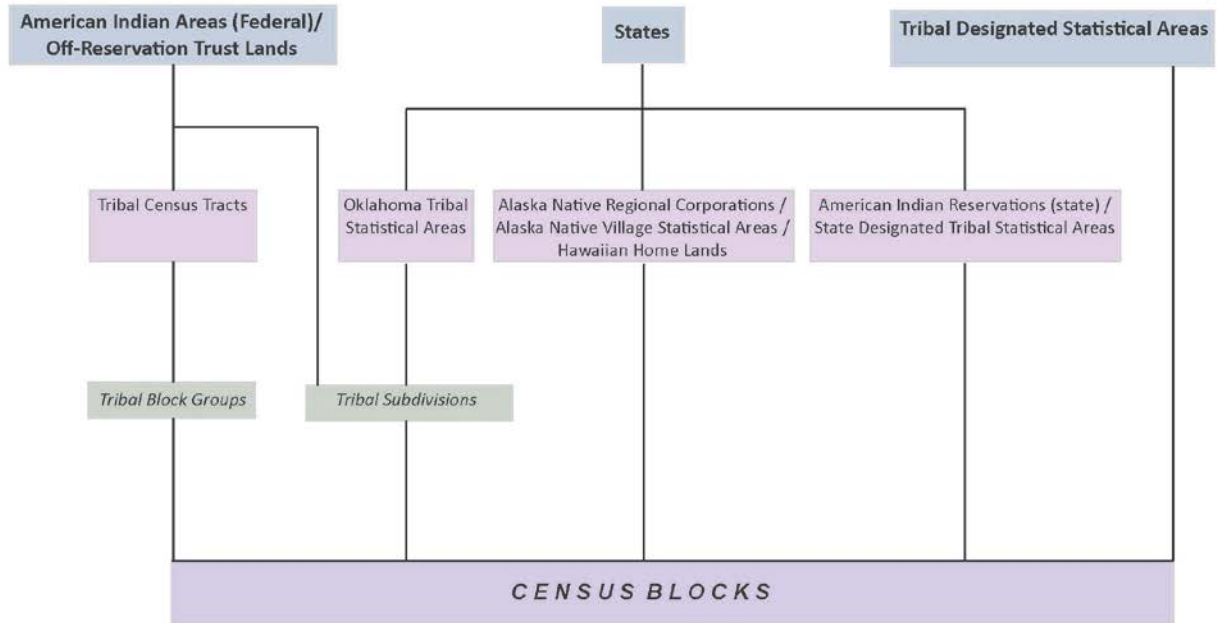 American Indian Areas (Federal)/
Off-Reservation Trust Lands
States
Tribal Designated Statistical Areas
Tribal Census Tracts
Oklahoma Tribal
Statistical Areas
Alaska Native Regional Corporations /
Alaska Native Village Statistical Areas /
Hawaiian Home Lands
American Indian Reservations (state) /
State Designated Tribal Statistical Areas
Tribal Block Groups
Tribal Subdivisions
CENSUS BLOCKS